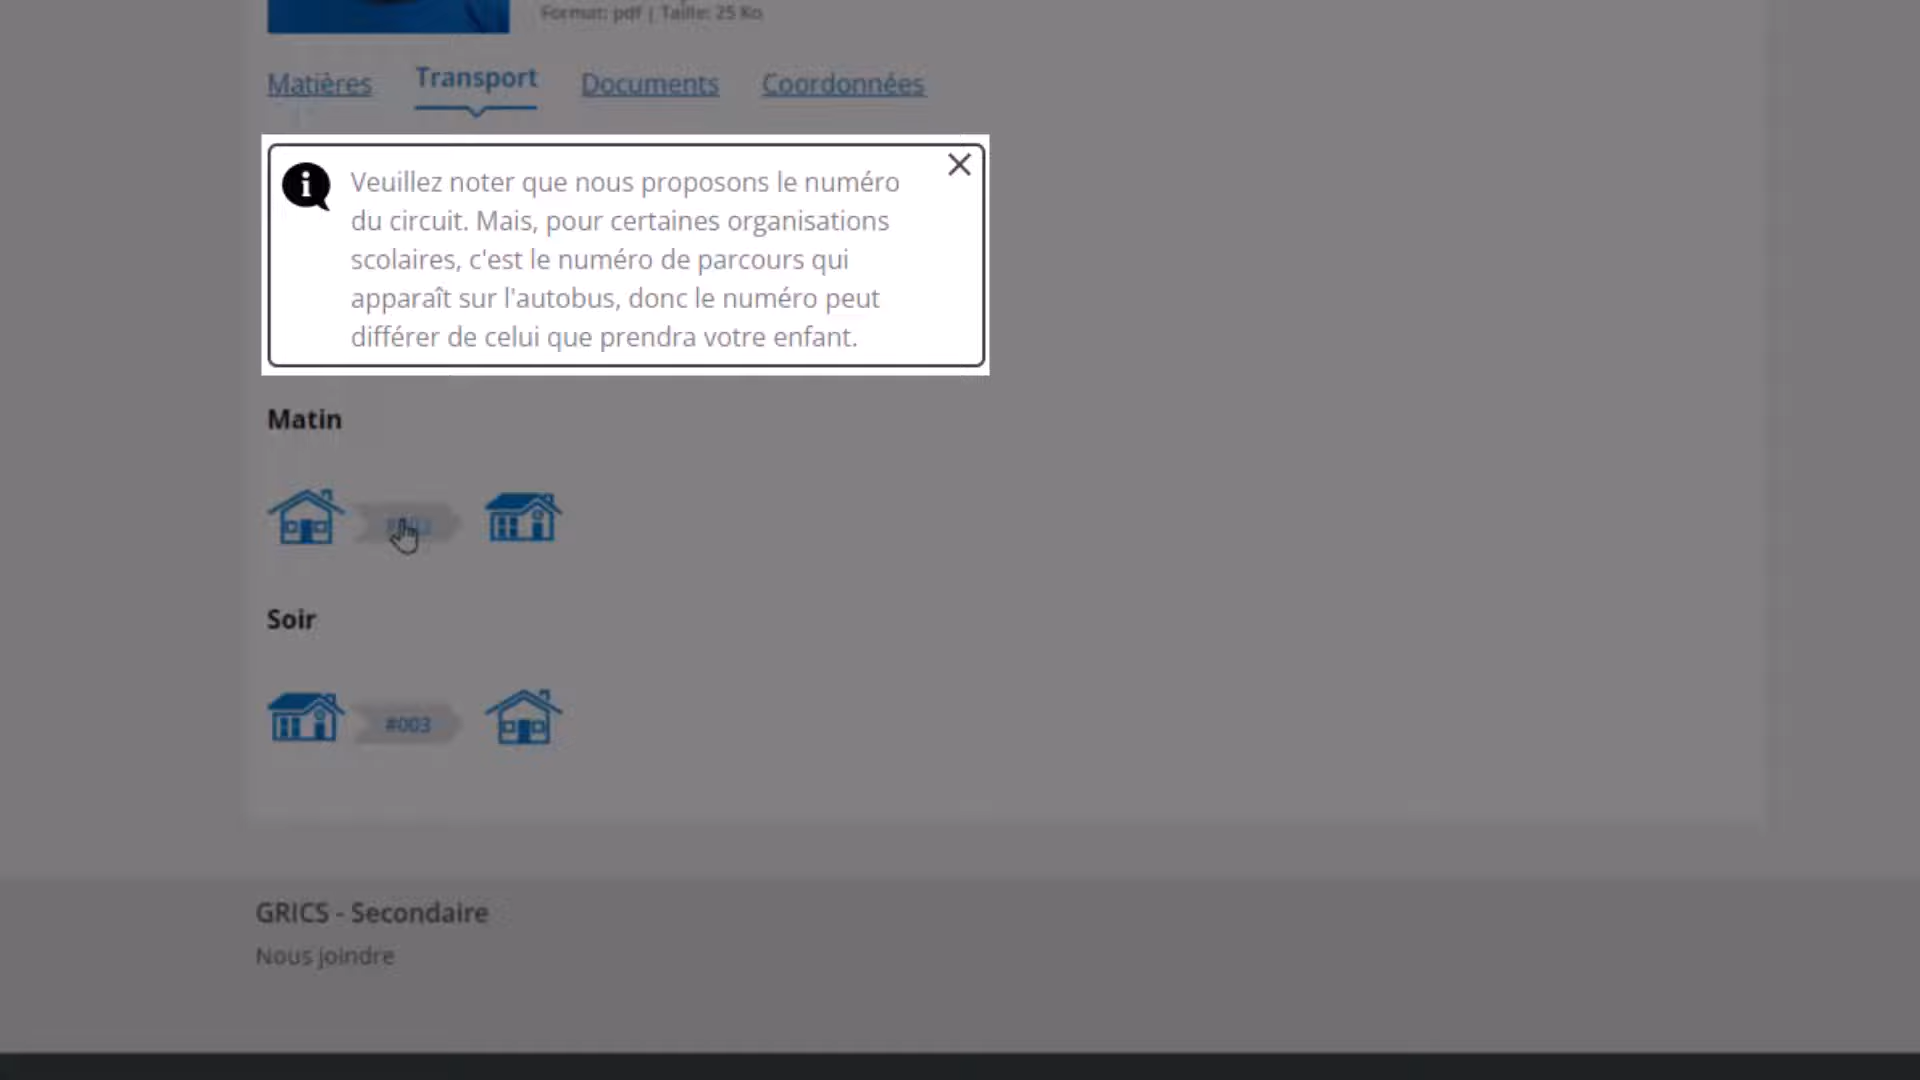 Format: pdf | Taille: 25 Ko
Matières Transport Documents Coordonnées
Veuillez noter que nous proposons le numéro
du circuit. Mais, pour certaines organisations
scolaires, c'est le numéro de parcours qui
apparaît sur l'autobus, donc le numéro peut
différer de celui que prendra votre enfant.
Matin
Soir
#003
GRICS - Secondaire
Nous joindre